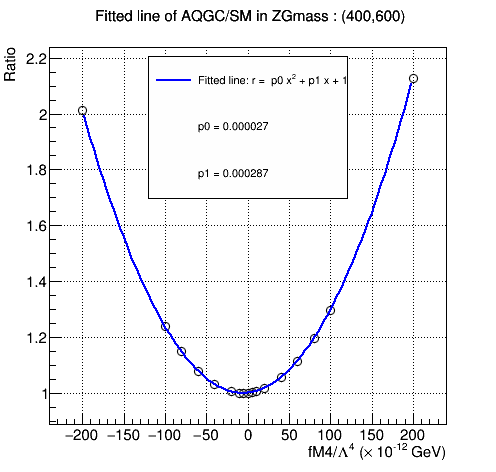 Fitted line of AQGC/SM in ZGmass : (400,600)
Ratio
2.2
2
1.8
1.6
1.4
1.2
1
Fitted line: r = p0 x² + p1 x + 1
p0 = 0.000027
p1 = 0.000287
−200 −150 −100 −50 0 50 100 150 200
fM4/Λ⁴ (× 10⁻¹² GeV)